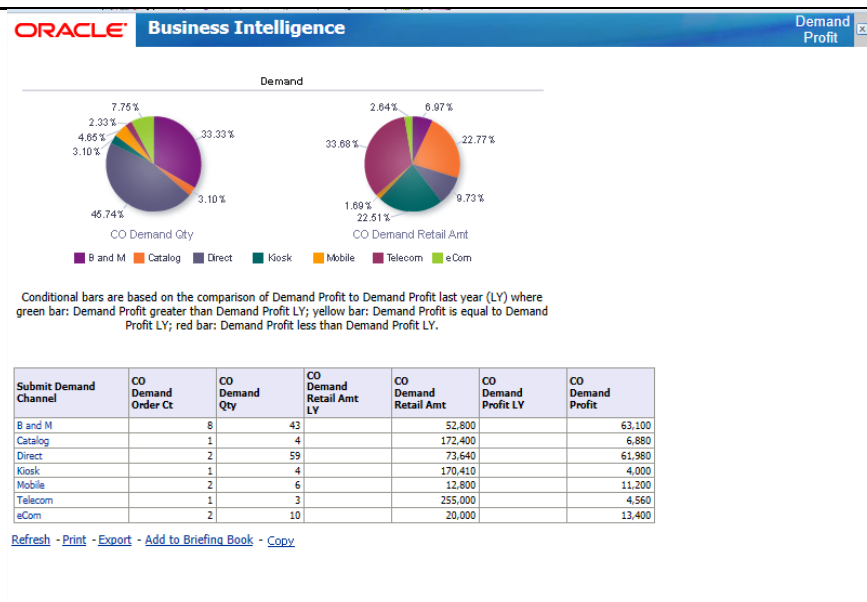 ORACLE Business Intelligence
Demand
Profit
Demand
7.75%
2.33%
4.65%
3.10%
33.33%
3.10%
45.74%
CO Demand Qty
2.64%
6.97%
33.68%
22.77%
9.73%
1.69%
22.51%
CO Demand Retail Amt
B and M Catalog Direct Kiosk Mobile Telecom eCom
Conditional bars are based on the comparison of Demand Profit to Demand Profit last year (LY) where
green bar: Demand Profit greater than Demand Profit LY; yellow bar: Demand Profit is equal to Demand
Profit LY; red bar: Demand Profit less than Demand Profit LY.
Submit Demand Channel CO Demand Order Ct CO Demand Qty CO Demand Retail Amt LY CO Demand Retail Amt CO Demand Profit LY CO Demand Profit
B and M 8 43 52,800 63,100
Catalog 1 4 172,400 6,880
Direct 2 59 73,640 61,980
Kiosk 1 4 170,410 4,000
Mobile 2 6 12,800 11,200
Telecom 1 3 255,000 4,560
eCom 2 10 20,000 13,400
Refresh - Print - Export - Add to Briefing Book - Copy